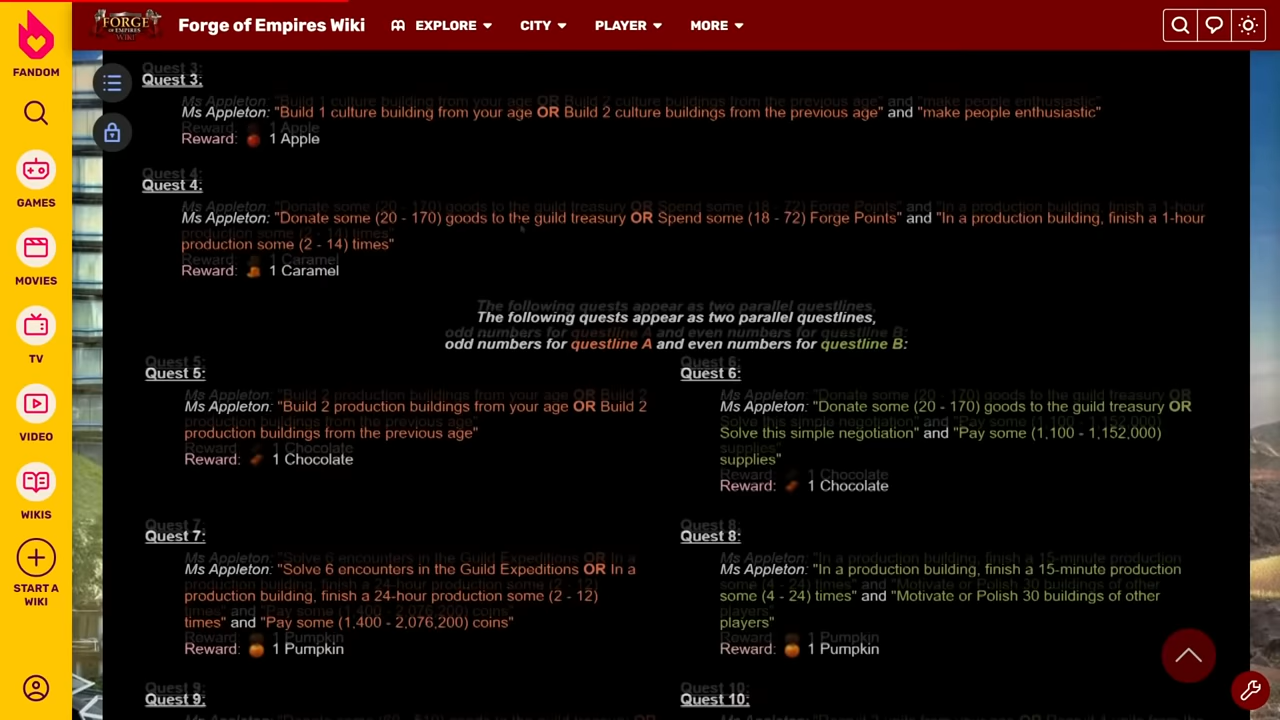 FORGE
OF EMPIRES
WIKI
Forge of Empires Wiki
EXPLORE
CITY
PLAYER
MORE
FANDOM
GAMES
MOVIES
TV
VIDEO
WIKIS
START A
WIKI
Quest 3:
Ms Appleton: "Build 1 culture building from your age OR Build 2 culture buildings from the previous age" and "make people enthusiastic"
Reward: 1 Apple
Quest 4:
Ms Appleton: "Donate some (20 - 170) goods to the guild treasury OR Spend some (18 - 72) Forge Points" and "In a production building, finish a 1-hour
production some (2 - 14) times"
Reward: 1 Caramel
The following quests appear as two parallel questlines,
odd numbers for questline A and even numbers for questline B:
Quest 5:
Ms Appleton: "Build 2 production buildings from your age OR Build 2
production buildings from the previous age"
Reward: 1 Chocolate
Quest 6:
Ms Appleton: "Donate some (20 - 170) goods to the guild treasury OR
Solve this simple negotiation" and "Pay some (1,100 - 1,152,000)
supplies"
Reward: 1 Chocolate
Quest 7:
Ms Appleton: "Solve 6 encounters in the Guild Expeditions OR In a
production building, finish a 24-hour production some (2 - 12)
times" and "Pay some (1,400 - 2,076,200) coins"
Reward: 1 Pumpkin
Quest 8:
Ms Appleton: "In a production building, finish a 15-minute production
some (4 - 24) times" and "Motivate or Polish 30 buildings of other
players"
Reward: 1 Pumpkin
Quest 9:
Quest 10: